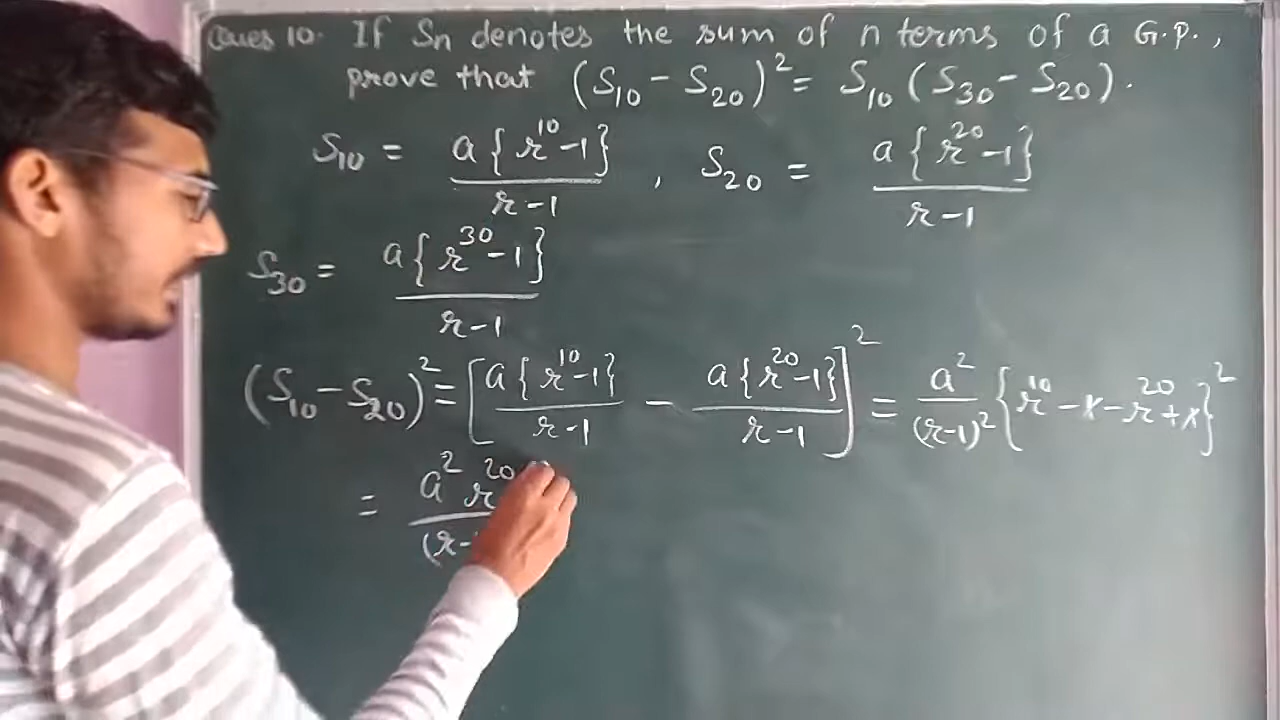 Ques 10. If Sn denotes the sum of n terms of a G.P.,
prove that (S₁₀ - S₂₀)² = S₁₀ (S₃₀ - S₂₀).
S₁₀ = a{r¹⁰-1} / r-1 , S₂₀ = a{r²⁰-1} / r-1
S₃₀ = a{r³⁰-1} / r-1
(S₁₀ - S₂₀)² = [a{r¹⁰-1} / r-1 - a{r²⁰-1} / r-1]² = a² / (r-1)² {r¹⁰ - 1 - r²⁰ + 1}²
= a² r²⁰ / (r-